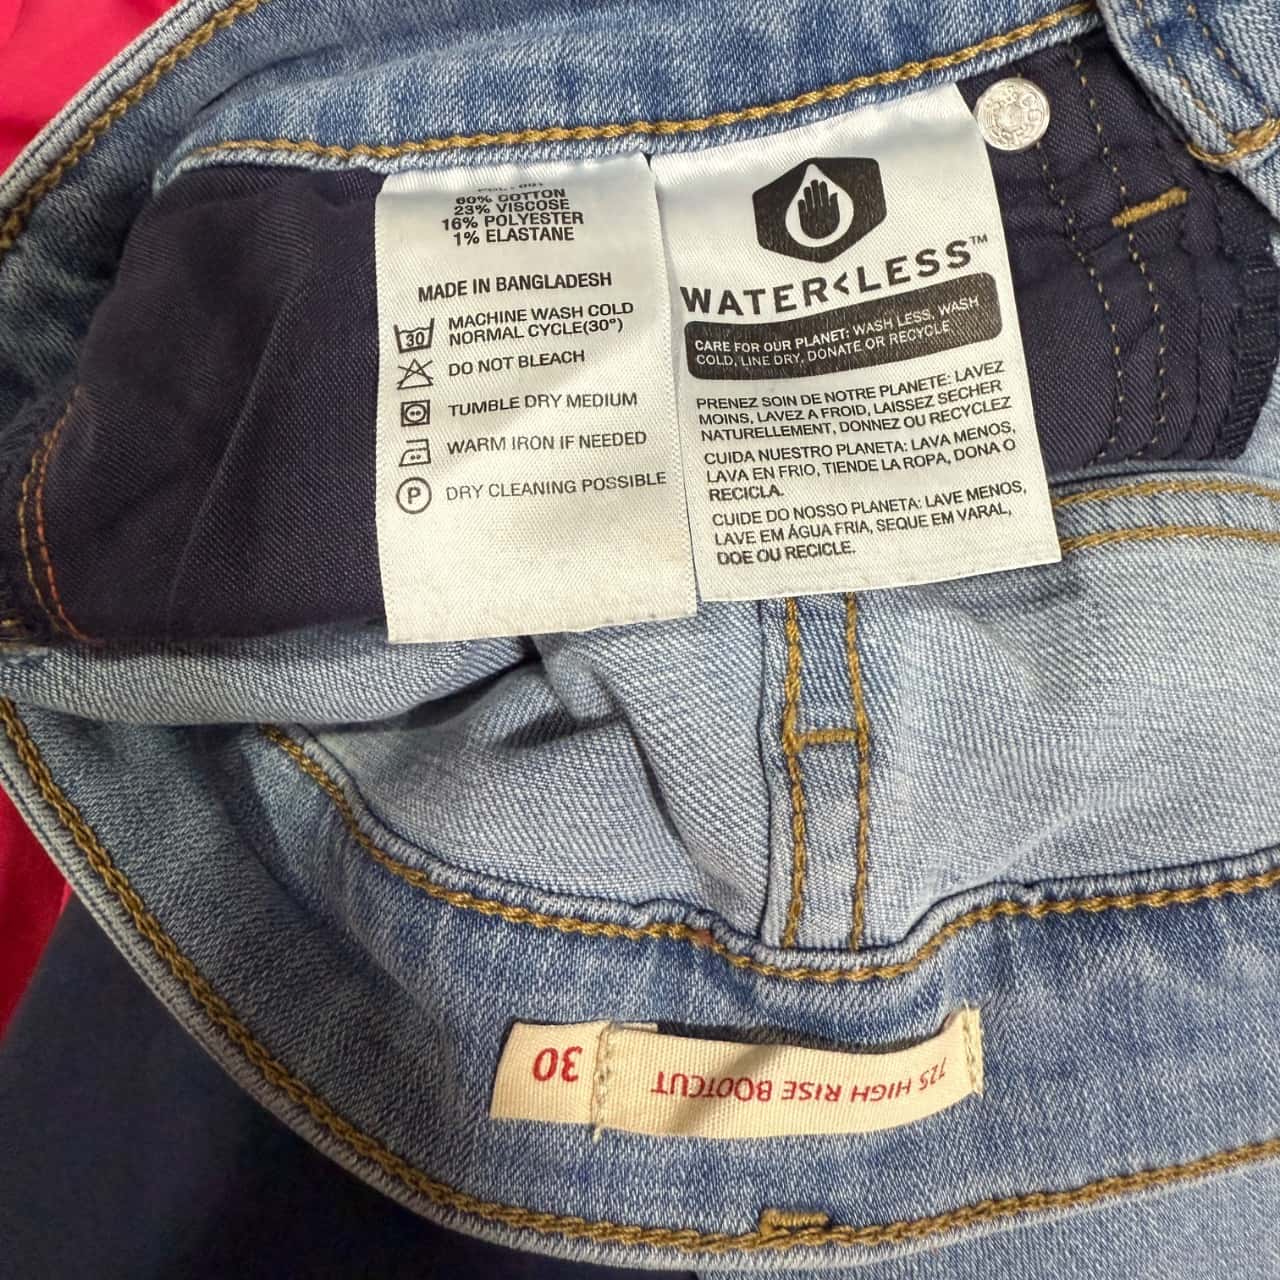 60% COTTON
23% VISCOSE
16% POLYESTER
1% ELASTANE
MADE IN BANGLADESH
30
MACHINE WASH COLD
NORMAL CYCLE(30°)
DO NOT BLEACH
TUMBLE DRY MEDIUM
WARM IRON IF NEEDED
P
DRY CLEANING POSSIBLE
WATER<LESS™
CARE FOR OUR PLANET: WASH LESS, WASH
COLD, LINE DRY, DONATE OR RECYCLE
PRENEZ SOIN DE NOTRE PLANETE: LAVEZ
MOINS, LAVEZ A FROID, LAISSEZ SECHER
NATURELLEMENT, DONNEZ OU RECYCLEZ
CUIDA NUESTRO PLANETA: LAVA MENOS,
LAVA EN FRIO, TIENDE LA ROPA, DONA O
RECICLA.
CUIDE DO NOSSO PLANETA: LAVE MENOS,
LAVE EM ÁGUA FRIA, SEQUE EM VARAL,
DOE OU RECICLE.
725 HIGH RISE BOOTCUT
30